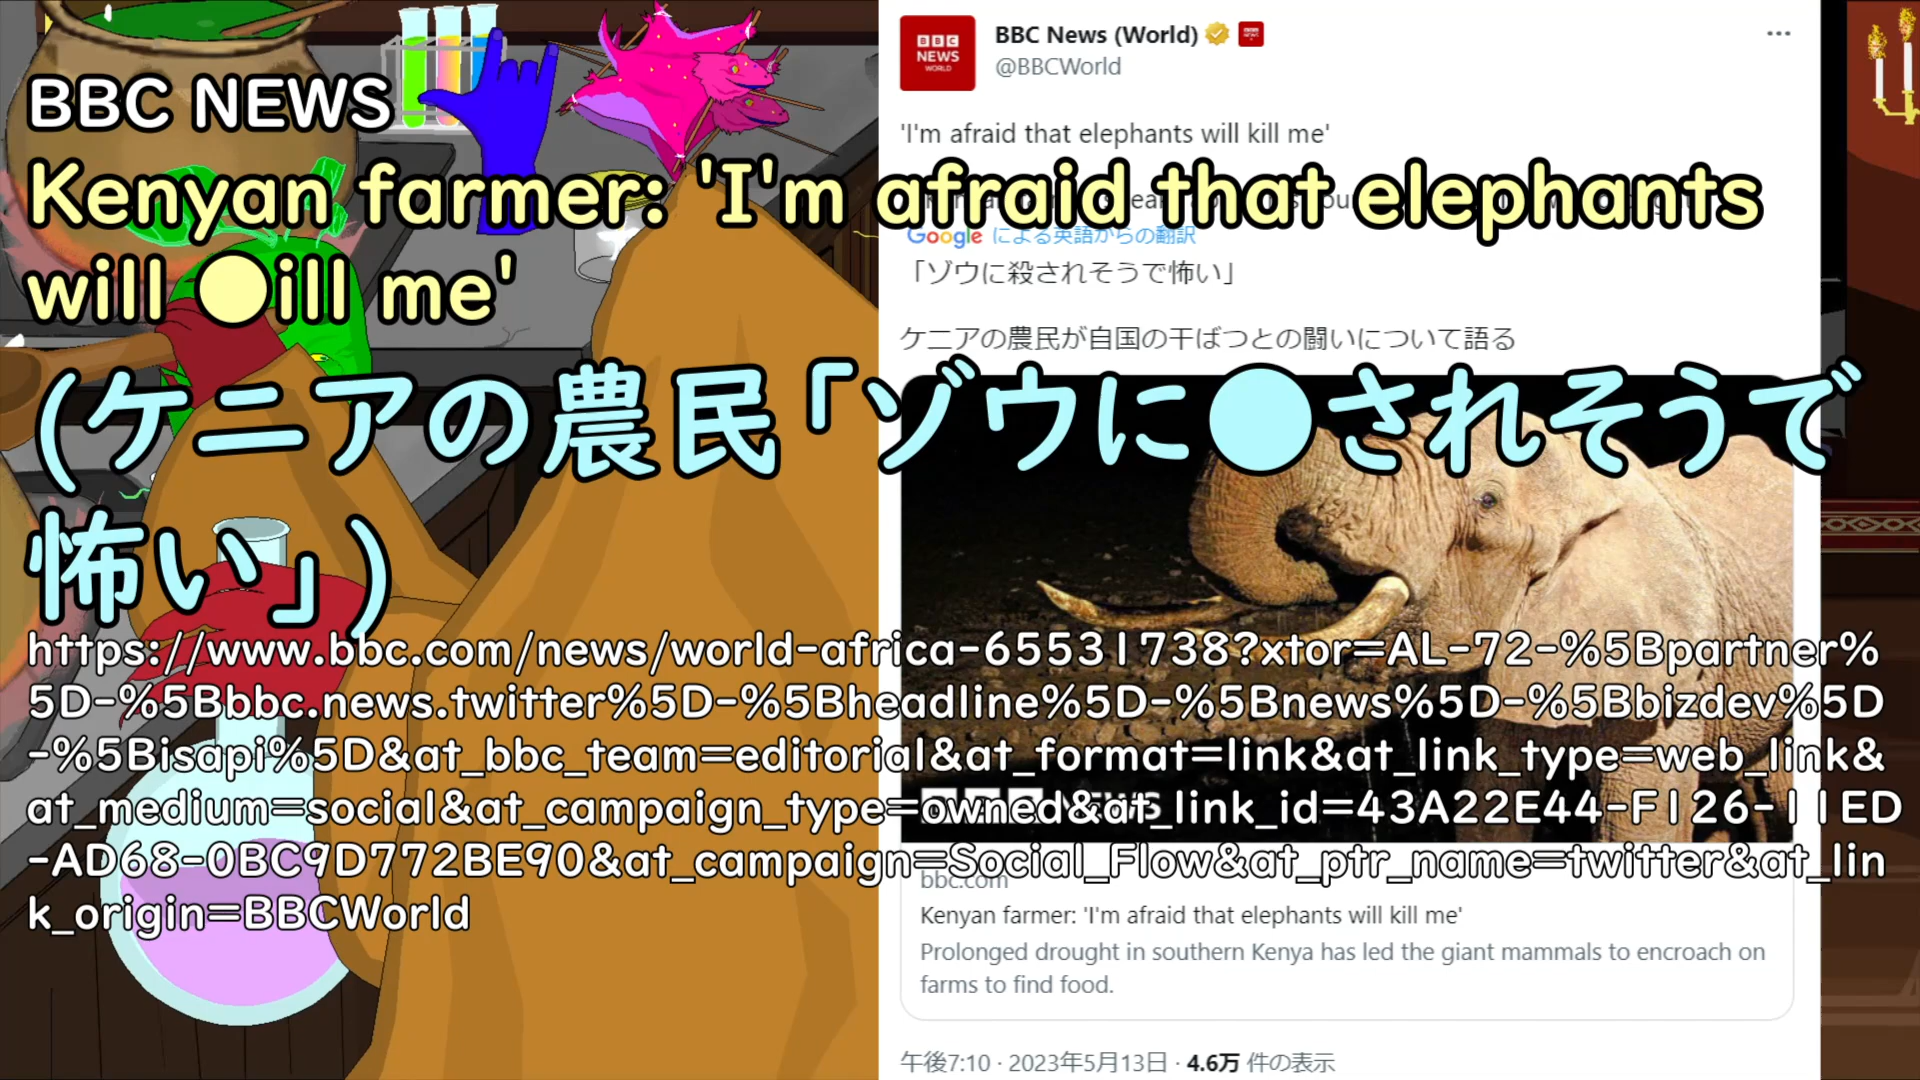 BBC NEWS
Kenyan farmer: 'I'm afraid that elephants
will ●ill me'
(ケニアの農民「ゾウに●されそうで
怖い」)
https://www.bbc.com/news/world-africa-65531738?xtor=AL-72-%5Bpartner%
5D-%5Bbbc.news.twitter%5D-%5Bheadline%5D-%5Bnews%5D-%5Bbizdev%5D
-%5Bisapi%5D&at_bbc_team=editorial&at_format=link&at_link_type=web_link&
at_medium=social&at_campaign_type=owned&at_link_id=43A22E44-F126-11ED
-AD68-0BC9D772BE90&at_campaign=Social_Flow&at_ptr_name=twitter&at_lin
k_origin=BBCWorld
BBC
NEWS
WORLD
BBC News (World)
@BBCWorld
'I'm afraid that elephants will kill me'
Google による英語からの翻訳
「ゾウに殺されそうで怖い」
ケニアの農民が自国の干ばつとの闘いについて語る
bbc.com
Kenyan farmer: 'I'm afraid that elephants will kill me'
Prolonged drought in southern Kenya has led the giant mammals to encroach on
farms to find food.
午後7:10 · 2023年5月13日 · 4.6万 件の表示